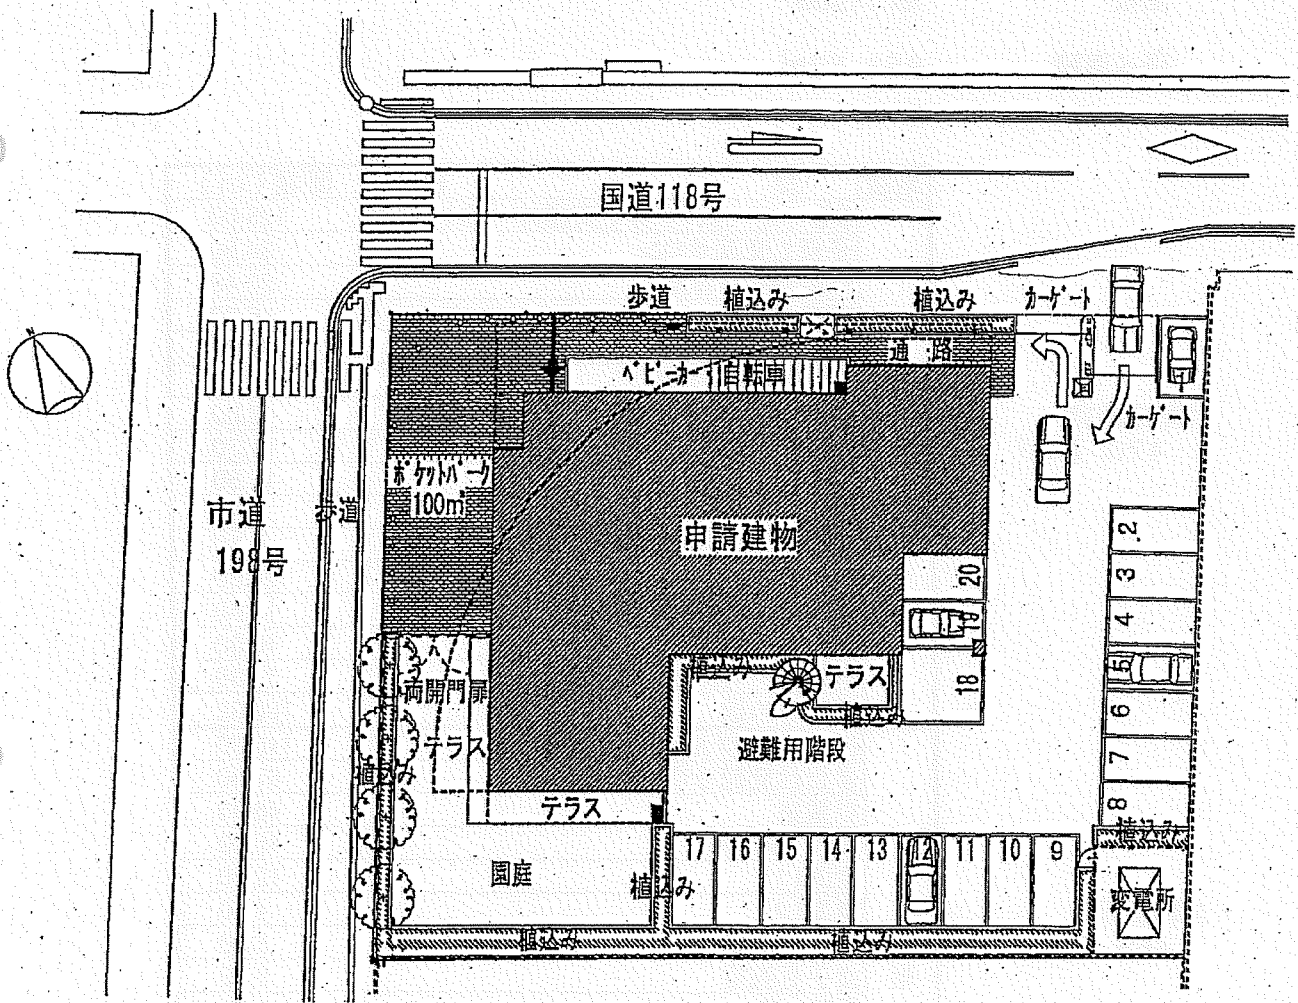 国道118号
歩道
植込み
植込み
カーゲート
通路
ベビーカー
自転車
カーゲート
N
ポケットパーク
100㎡
市道
198号
歩道
申請建物
2
3
4
5
6
7
8
20
19
18
植込み
テラス
植込み
両開門扉
テラス
避難用階段
植込み
テラス
植込み
17
16
15
14
13
12
11
10
9
園庭
植込み
変電所
植込み
植込み